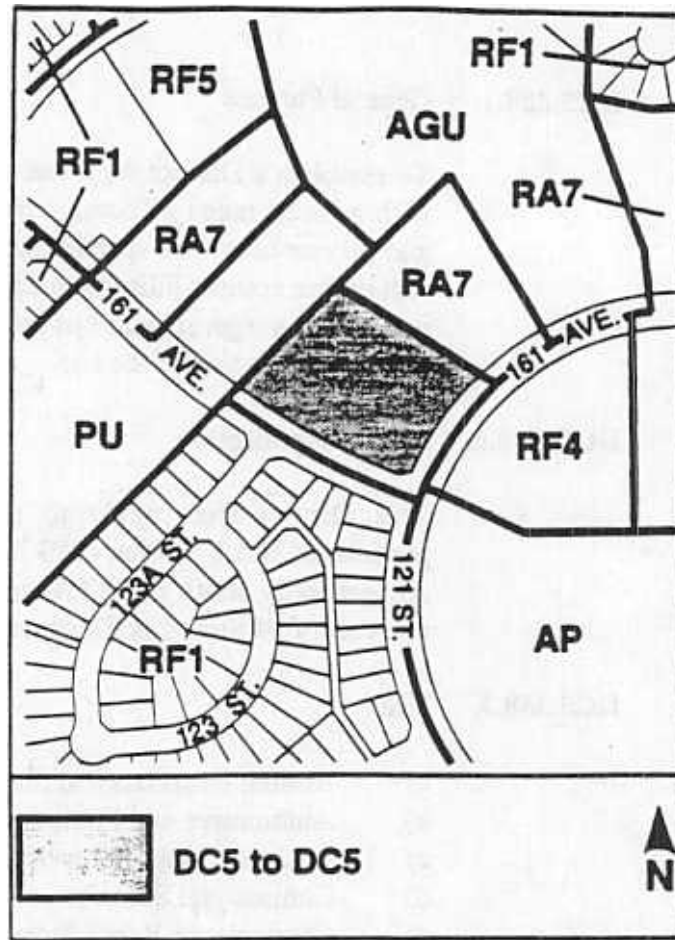 RF5
RF1
AGU
RF1
RA7
RA7
RA7
161 AVE.
161 AVE.
PU
RF4
123A ST.
121 ST.
RF1
AP
123 ST.
DC5 to DC5
N